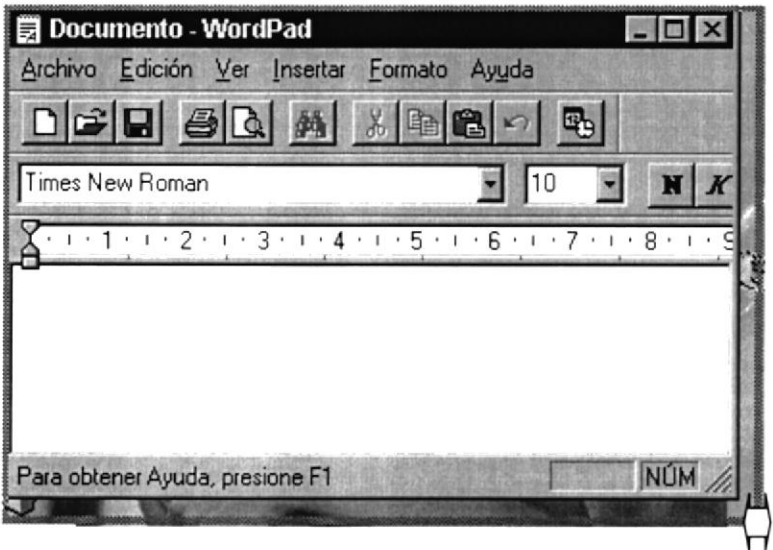 Documento - WordPad
Archivo Edición Ver Insertar Formato Ayuda
Times New Roman 10 N K
1 2 3 4 5 6 7 8 9
Para obtener Ayuda, presione F1 NÚM